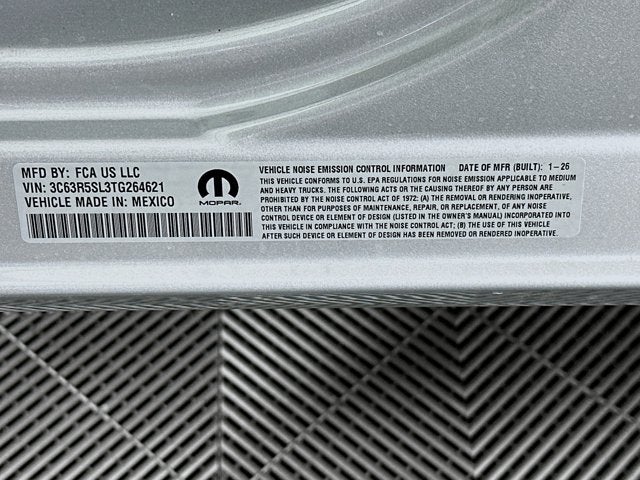 MFD BY: FCA US LLC
VIN: 3C63R5SL3TG264621
VEHICLE MADE IN: MEXICO
MOPAR
VEHICLE NOISE EMISSION CONTROL INFORMATION DATE OF MFR (BUILT): 1-26
THIS VEHICLE CONFORMS TO U.S. EPA REGULATIONS FOR NOISE EMISSION APPLICABLE TO MEDIUM
AND HEAVY TRUCKS. THE FOLLOWING ACTS OR THE CAUSING THEREOF BY ANY PERSON ARE
PROHIBITED BY THE NOISE CONTROL ACT OF 1972: (A) THE REMOVAL OR RENDERING INOPERATIVE,
OTHER THAN FOR PURPOSES OF MAINTENANCE, REPAIR, OR REPLACEMENT, OF ANY NOISE
CONTROL DEVICE OR ELEMENT OF DESIGN (LISTED IN THE OWNER'S MANUAL) INCORPORATED INTO
THIS VEHICLE IN COMPLIANCE WITH THE NOISE CONTROL ACT; (B) THE USE OF THIS VEHICLE
AFTER SUCH DEVICE OR ELEMENT OF DESIGN HAS BEEN REMOVED OR RENDERED INOPERATIVE.